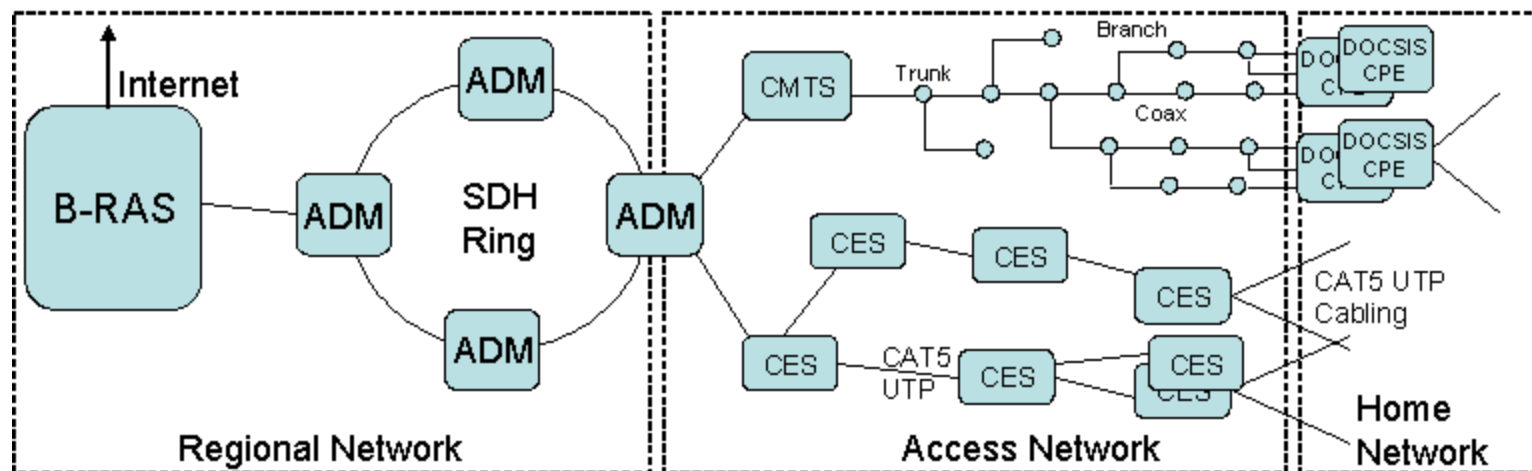 Internet
B-RAS
ADM
ADM
SDH
Ring
ADM
ADM
Regional Network
CMTS
Trunk
Branch
Coax
CES
CES
CES
CES
CAT5
UTP
CES
CES
CES
Access Network
DOCSIS
CPE
DOCSIS
CPE
CAT5 UTP
Cabling
Home
Network